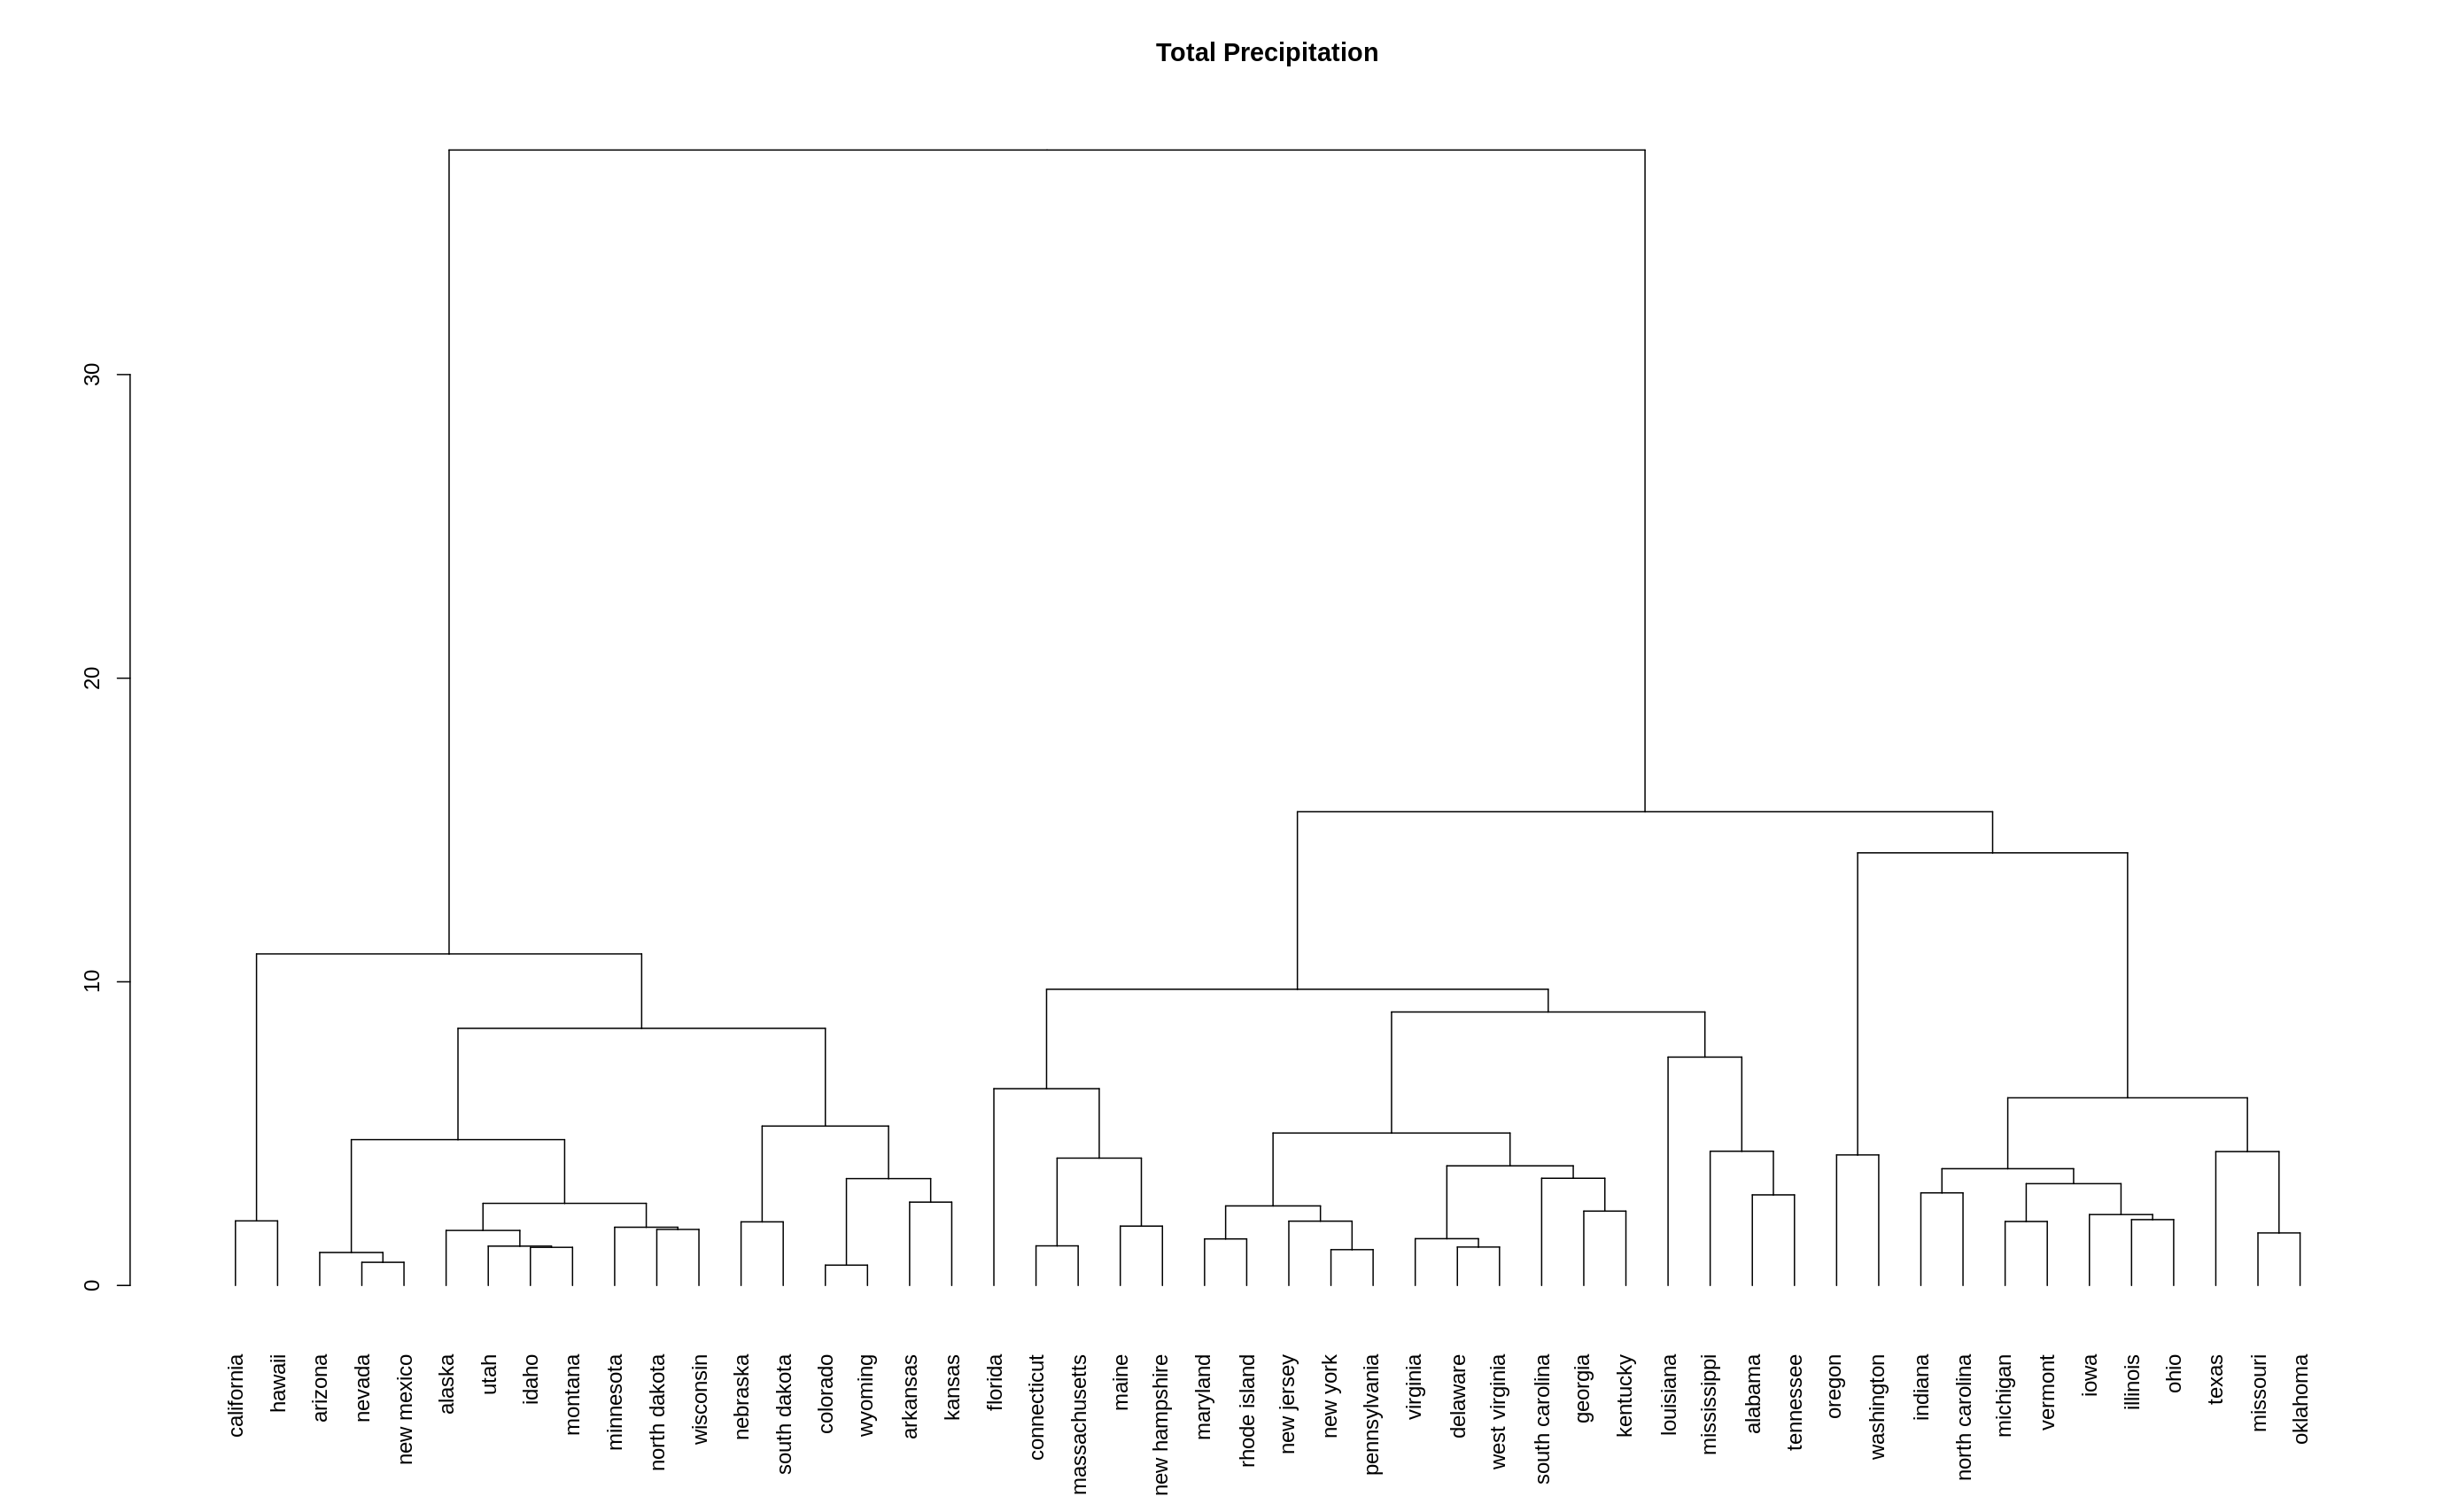 Total Precipitation
30
20
10
0
california
hawaii
arizona
nevada
new mexico
alaska
utah
idaho
montana
minnesota
north dakota
wisconsin
nebraska
south dakota
colorado
wyoming
arkansas
kansas
florida
connecticut
massachusetts
maine
new hampshire
maryland
rhode island
new jersey
new york
pennsylvania
virginia
delaware
west virginia
south carolina
georgia
kentucky
louisiana
mississippi
alabama
tennessee
oregon
washington
indiana
north carolina
michigan
vermont
iowa
illinois
ohio
texas
missouri
oklahoma